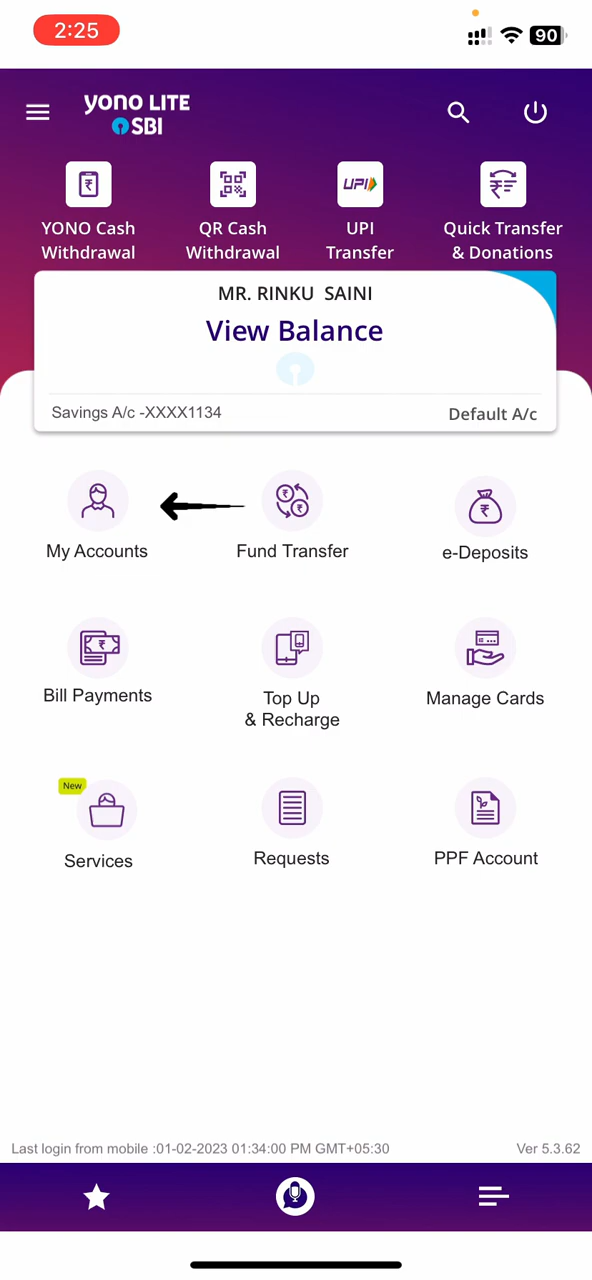 2:25
90
yono LITE
SBI
YONO Cash
Withdrawal
QR Cash
Withdrawal
UPI
UPI
Transfer
Quick Transfer
& Donations
MR. RINKU SAINI
View Balance
Savings A/c -XXXX1134
Default A/c
My Accounts
Fund Transfer
e-Deposits
Bill Payments
Top Up
& Recharge
Manage Cards
New
Services
Requests
PPF Account
Last login from mobile :01-02-2023 01:34:00 PM GMT+05:30
Ver 5.3.62